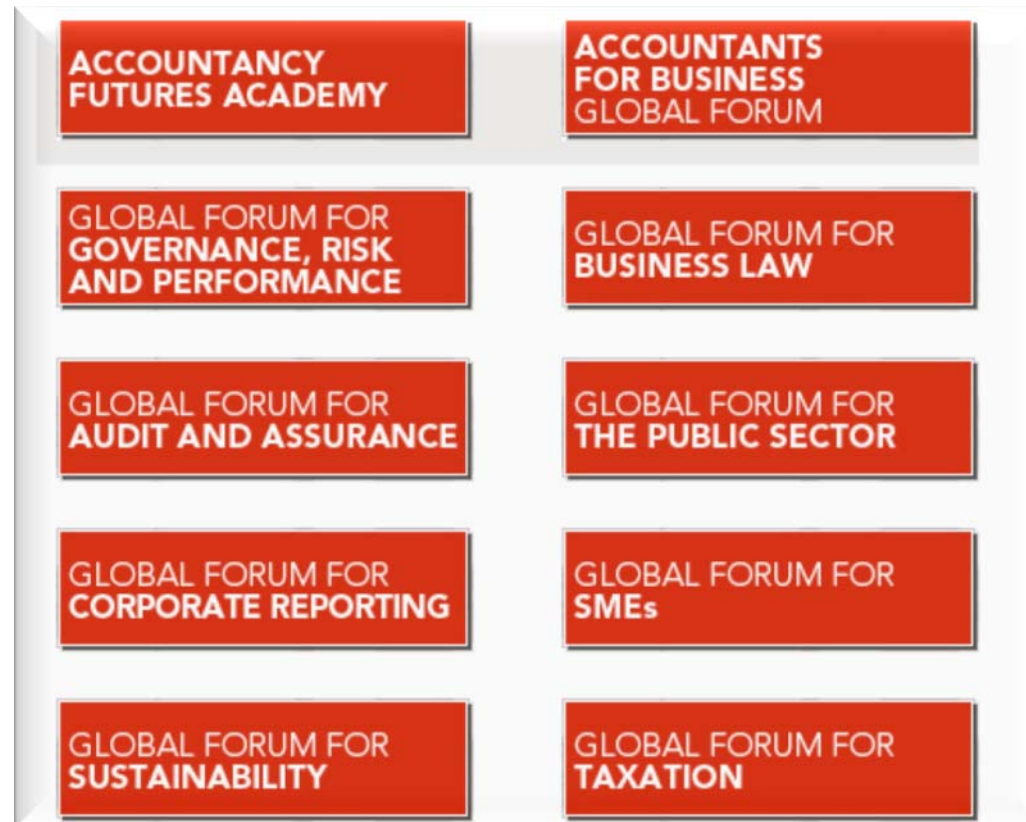 ACCOUNTANCY
FUTURES ACADEMY
ACCOUNTANTS
FOR BUSINESS
GLOBAL FORUM
GLOBAL FORUM FOR
GOVERNANCE, RISK
AND PERFORMANCE
GLOBAL FORUM FOR
BUSINESS LAW
GLOBAL FORUM FOR
AUDIT AND ASSURANCE
GLOBAL FORUM FOR
THE PUBLIC SECTOR
GLOBAL FORUM FOR
CORPORATE REPORTING
GLOBAL FORUM FOR
SMEs
GLOBAL FORUM FOR
SUSTAINABILITY
GLOBAL FORUM FOR
TAXATION